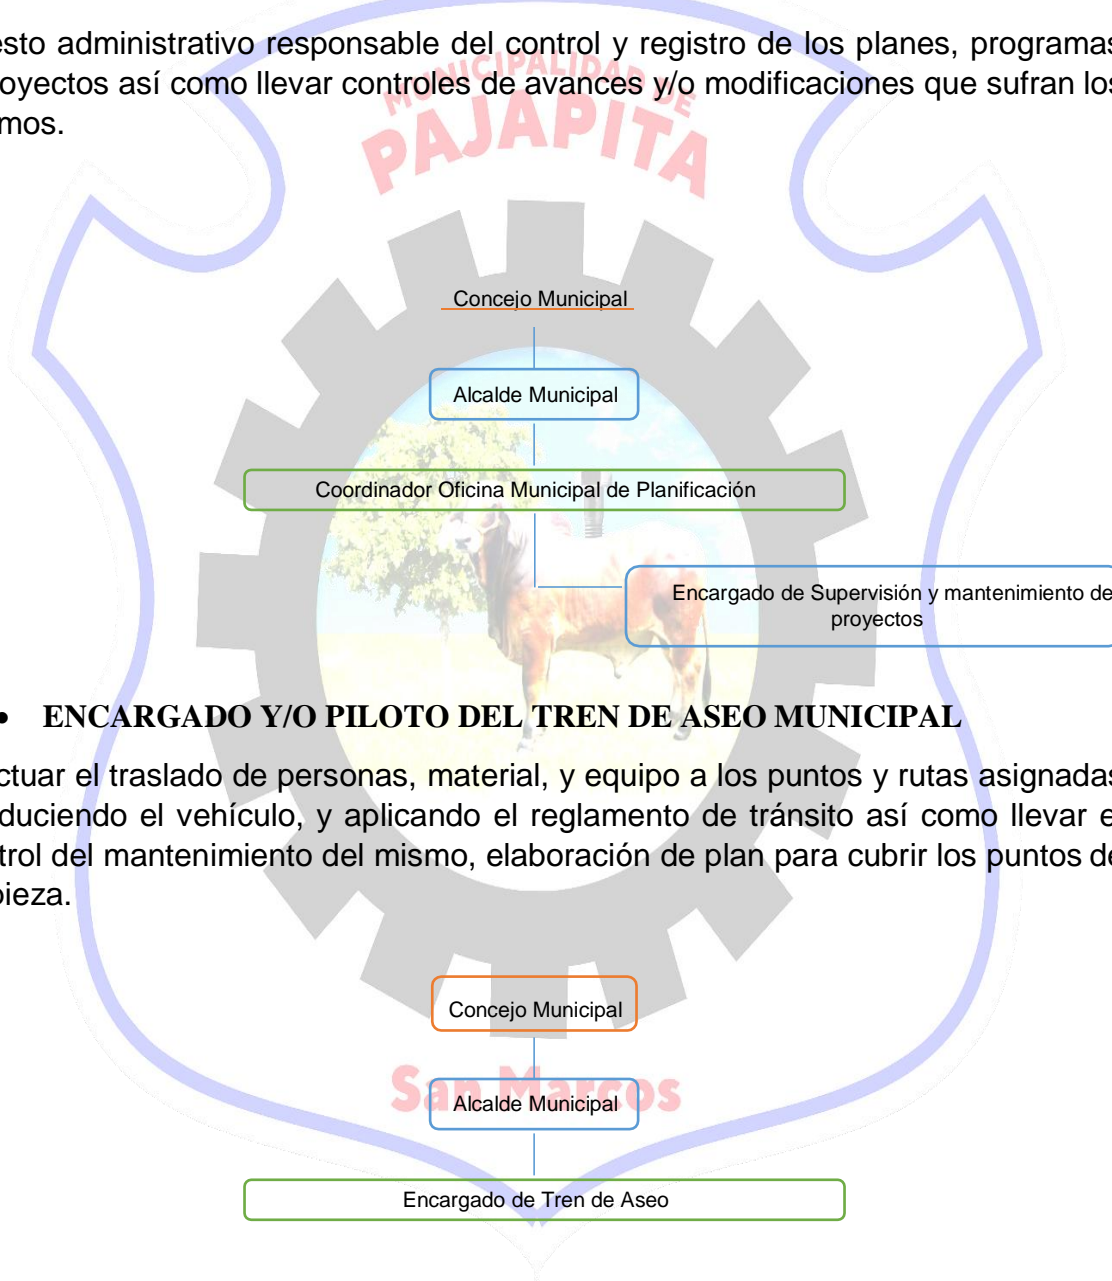 esto administrativo responsable del control y registro de los planes, programas
royectos así como llevar controles de avances y/o modificaciones que sufran los
mos.
MUNICIPALIDAD DE
PAJAPITA
Concejo Municipal
Alcalde Municipal
Coordinador Oficina Municipal de Planificación
Encargado de Supervisión y mantenimiento de
proyectos
• ENCARGADO Y/O PILOTO DEL TREN DE ASEO MUNICIPAL
ctuar el traslado de personas, material, y equipo a los puntos y rutas asignadas
duciendo el vehículo, y aplicando el reglamento de tránsito así como llevar e
trol del mantenimiento del mismo, elaboración de plan para cubrir los puntos de
pieza.
Concejo Municipal
San Marcos
Alcalde Municipal
Encargado de Tren de Aseo